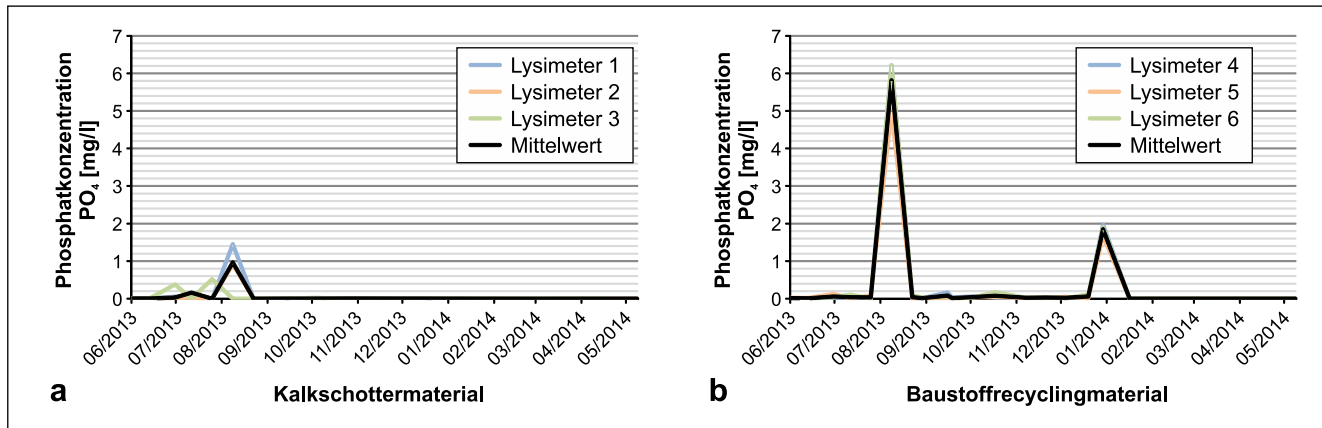 Phosphatkonzentration
PO₄ [mg/l]
7
6
5
4
3
2
1
0
Lysimeter 1
Lysimeter 2
Lysimeter 3
Mittelwert
06/2013
07/2013
08/2013
09/2013
10/2013
11/2013
12/2013
01/2014
02/2014
03/2014
04/2014
05/2014
a
Kalkschottermaterial
Phosphatkonzentration
PO₄ [mg/l]
7
6
5
4
3
2
1
0
Lysimeter 4
Lysimeter 5
Lysimeter 6
Mittelwert
06/2013
07/2013
08/2013
09/2013
10/2013
11/2013
12/2013
01/2014
02/2014
03/2014
04/2014
05/2014
b
Baustoffrecyclingmaterial